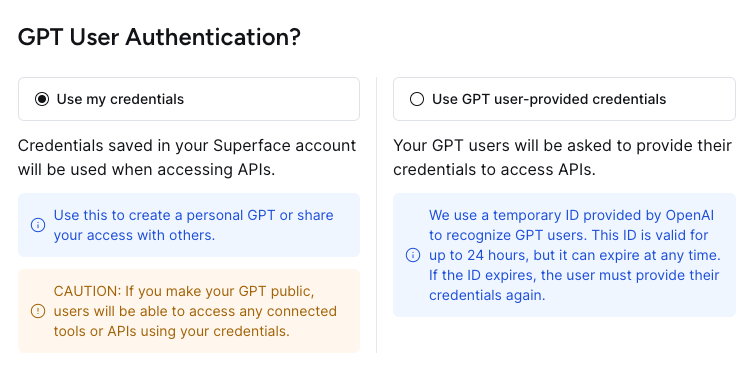 GPT User Authentication?
Use my credentials
Credentials saved in your Superface account
will be used when accessing APIs.
Use this to create a personal GPT or share
your access with others.
CAUTION: If you make your GPT public,
users will be able to access any connected
tools or APIs using your credentials.
Use GPT user-provided credentials
Your GPT users will be asked to provide their
credentials to access APIs.
We use a temporary ID provided by OpenAI
to recognize GPT users. This ID is valid for
up to 24 hours, but it can expire at any time.
If the ID expires, the user must provide their
credentials again.